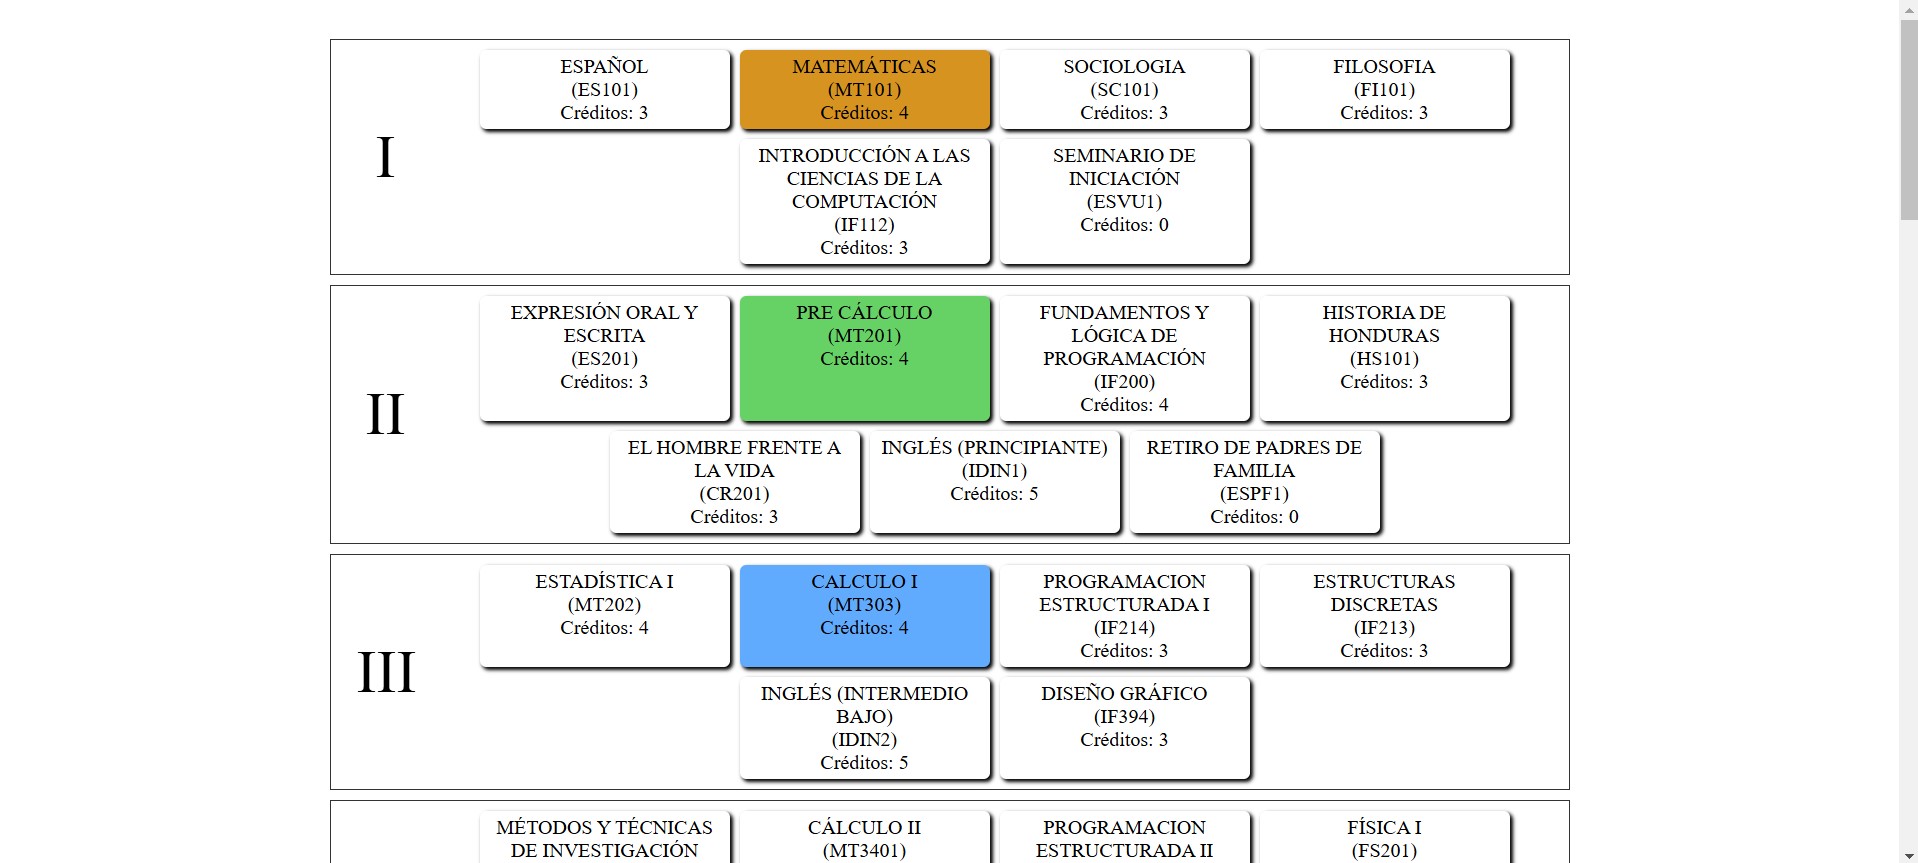 I
ESPAÑOL
(ES101)
Créditos: 3
MATEMÁTICAS
(MT101)
Créditos: 4
SOCIOLOGIA
(SC101)
Créditos: 3
FILOSOFIA
(FI101)
Créditos: 3
INTRODUCCIÓN A LAS
CIENCIAS DE LA
COMPUTACIÓN
(IF112)
Créditos: 3
SEMINARIO DE
INICIACIÓN
(ESVU1)
Créditos: 0
II
EXPRESIÓN ORAL Y
ESCRITA
(ES201)
Créditos: 3
PRE CÁLCULO
(MT201)
Créditos: 4
FUNDAMENTOS Y
LÓGICA DE
PROGRAMACIÓN
(IF200)
Créditos: 4
HISTORIA DE
HONDURAS
(HS101)
Créditos: 3
EL HOMBRE FRENTE A
LA VIDA
(CR201)
Créditos: 3
INGLÉS (PRINCIPIANTE)
(IDIN1)
Créditos: 5
RETIRO DE PADRES DE
FAMILIA
(ESPF1)
Créditos: 0
III
ESTADÍSTICA I
(MT202)
Créditos: 4
CALCULO I
(MT303)
Créditos: 4
PROGRAMACION
ESTRUCTURADA I
(IF214)
Créditos: 3
ESTRUCTURAS
DISCRETAS
(IF213)
Créditos: 3
INGLÉS (INTERMEDIO
BAJO)
(IDIN2)
Créditos: 5
DISEÑO GRÁFICO
(IF394)
Créditos: 3
MÉTODOS Y TÉCNICAS
DE INVESTIGACIÓN
CÁLCULO II
(MT3401)
PROGRAMACION
ESTRUCTURADA II
FÍSICA I
(FS201)